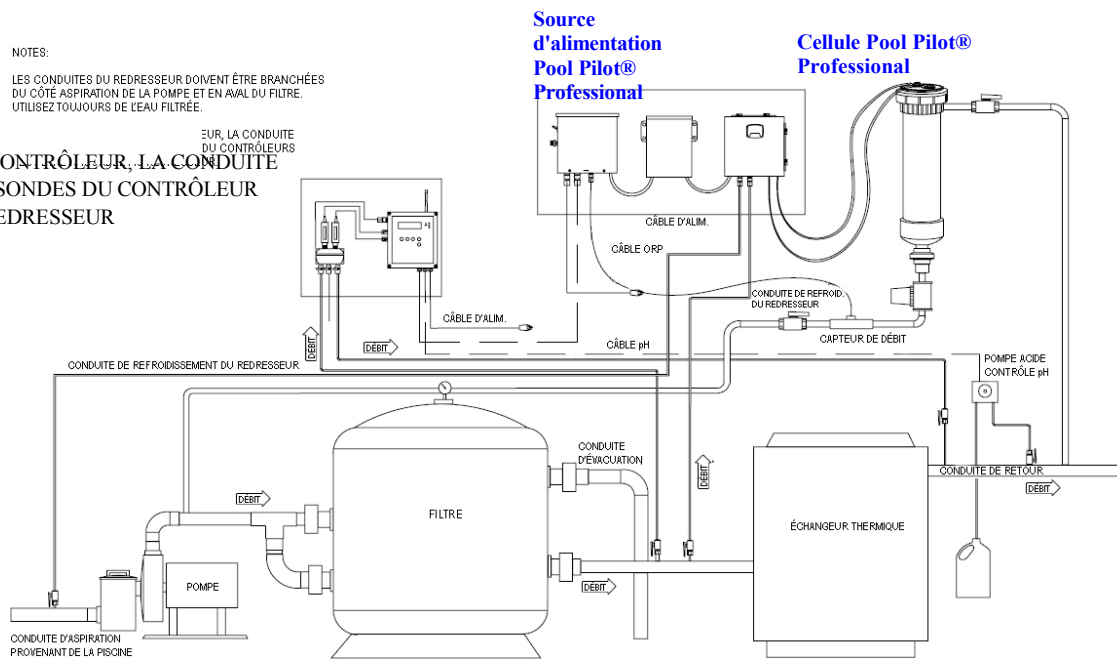 Source
d'alimentation
Pool Pilot®
Professional
Cellule Pool Pilot®
Professional
NOTES:
LES CONDUITES DU REDRESSEUR DOIVENT ÊTRE BRANCHÉES
DU CÔTÉ ASPIRATION DE LA POMPE ET EN AVAL DU FILTRE.
UTILISEZ TOUJOURS DE L'EAU FILTRÉE.
EUR, LA CONDUITE
DU CONTRÔLEURS
ONTRÔLEUR, LA CONDUITE
SONDES DU CONTRÔLEUR
EDRESSEUR
CÂBLE D'ALIM.
CÂBLE ORP
CONDUITE DE REFROID.
DU REDRESSEUR
CÂBLE D'ALIM.
CAPTEUR DE DÉBIT
DÉBIT
DÉBIT
CÂBLE pH
POMPE ACIDE
CONTRÔLE pH
CONDUITE DE REFROIDISSEMENT DU REDRESSEUR
CONDUITE
D'ÉVACUATION
DÉBIT
CONDUITE DE RETOUR
DÉBIT
DÉBIT
FILTRE
ÉCHANGEUR THERMIQUE
POMPE
DÉBIT
CONDUITE D'ASPIRATION
PROVENANT DE LA PISCINE